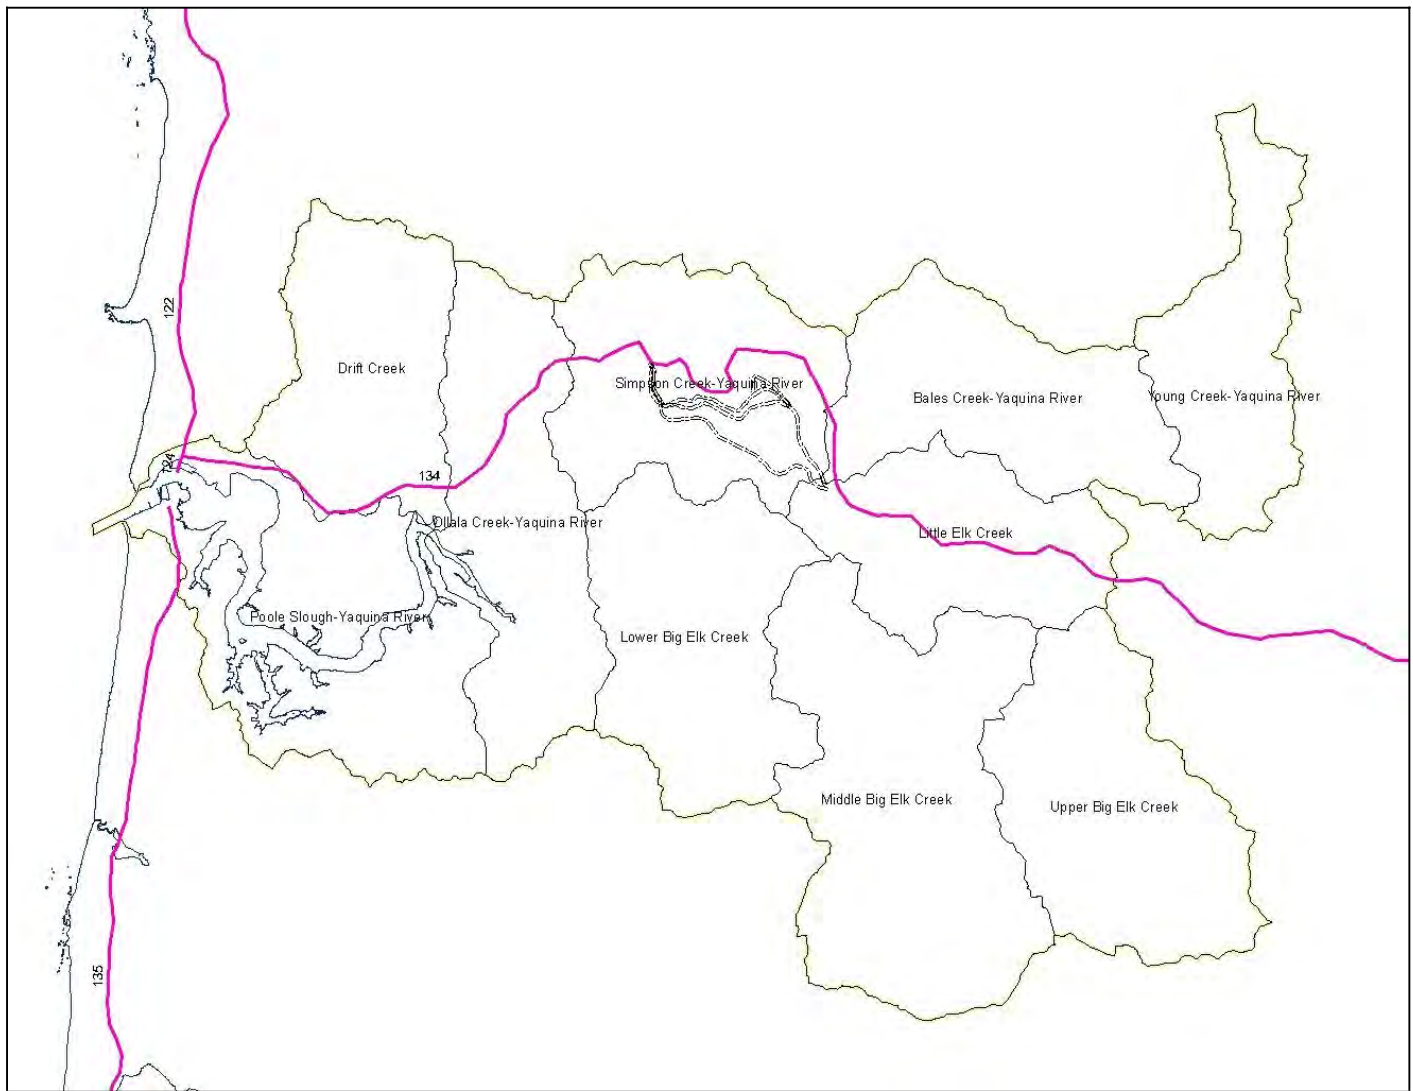 122
Drift Creek
Simpson Creek-Yaquina River
Bales Creek-Yaquina River
Young Creek-Yaquina River
124
134
Ollala Creek-Yaquina River
Little Elk Creek
Poole Slough-Yaquina River
Lower Big Elk Creek
Middle Big Elk Creek
Upper Big Elk Creek
135